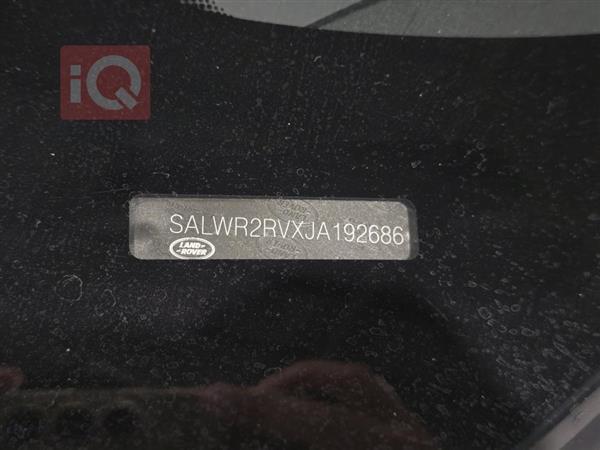 iQ
SALWR2RVXJA192686
LAND-
-ROVER